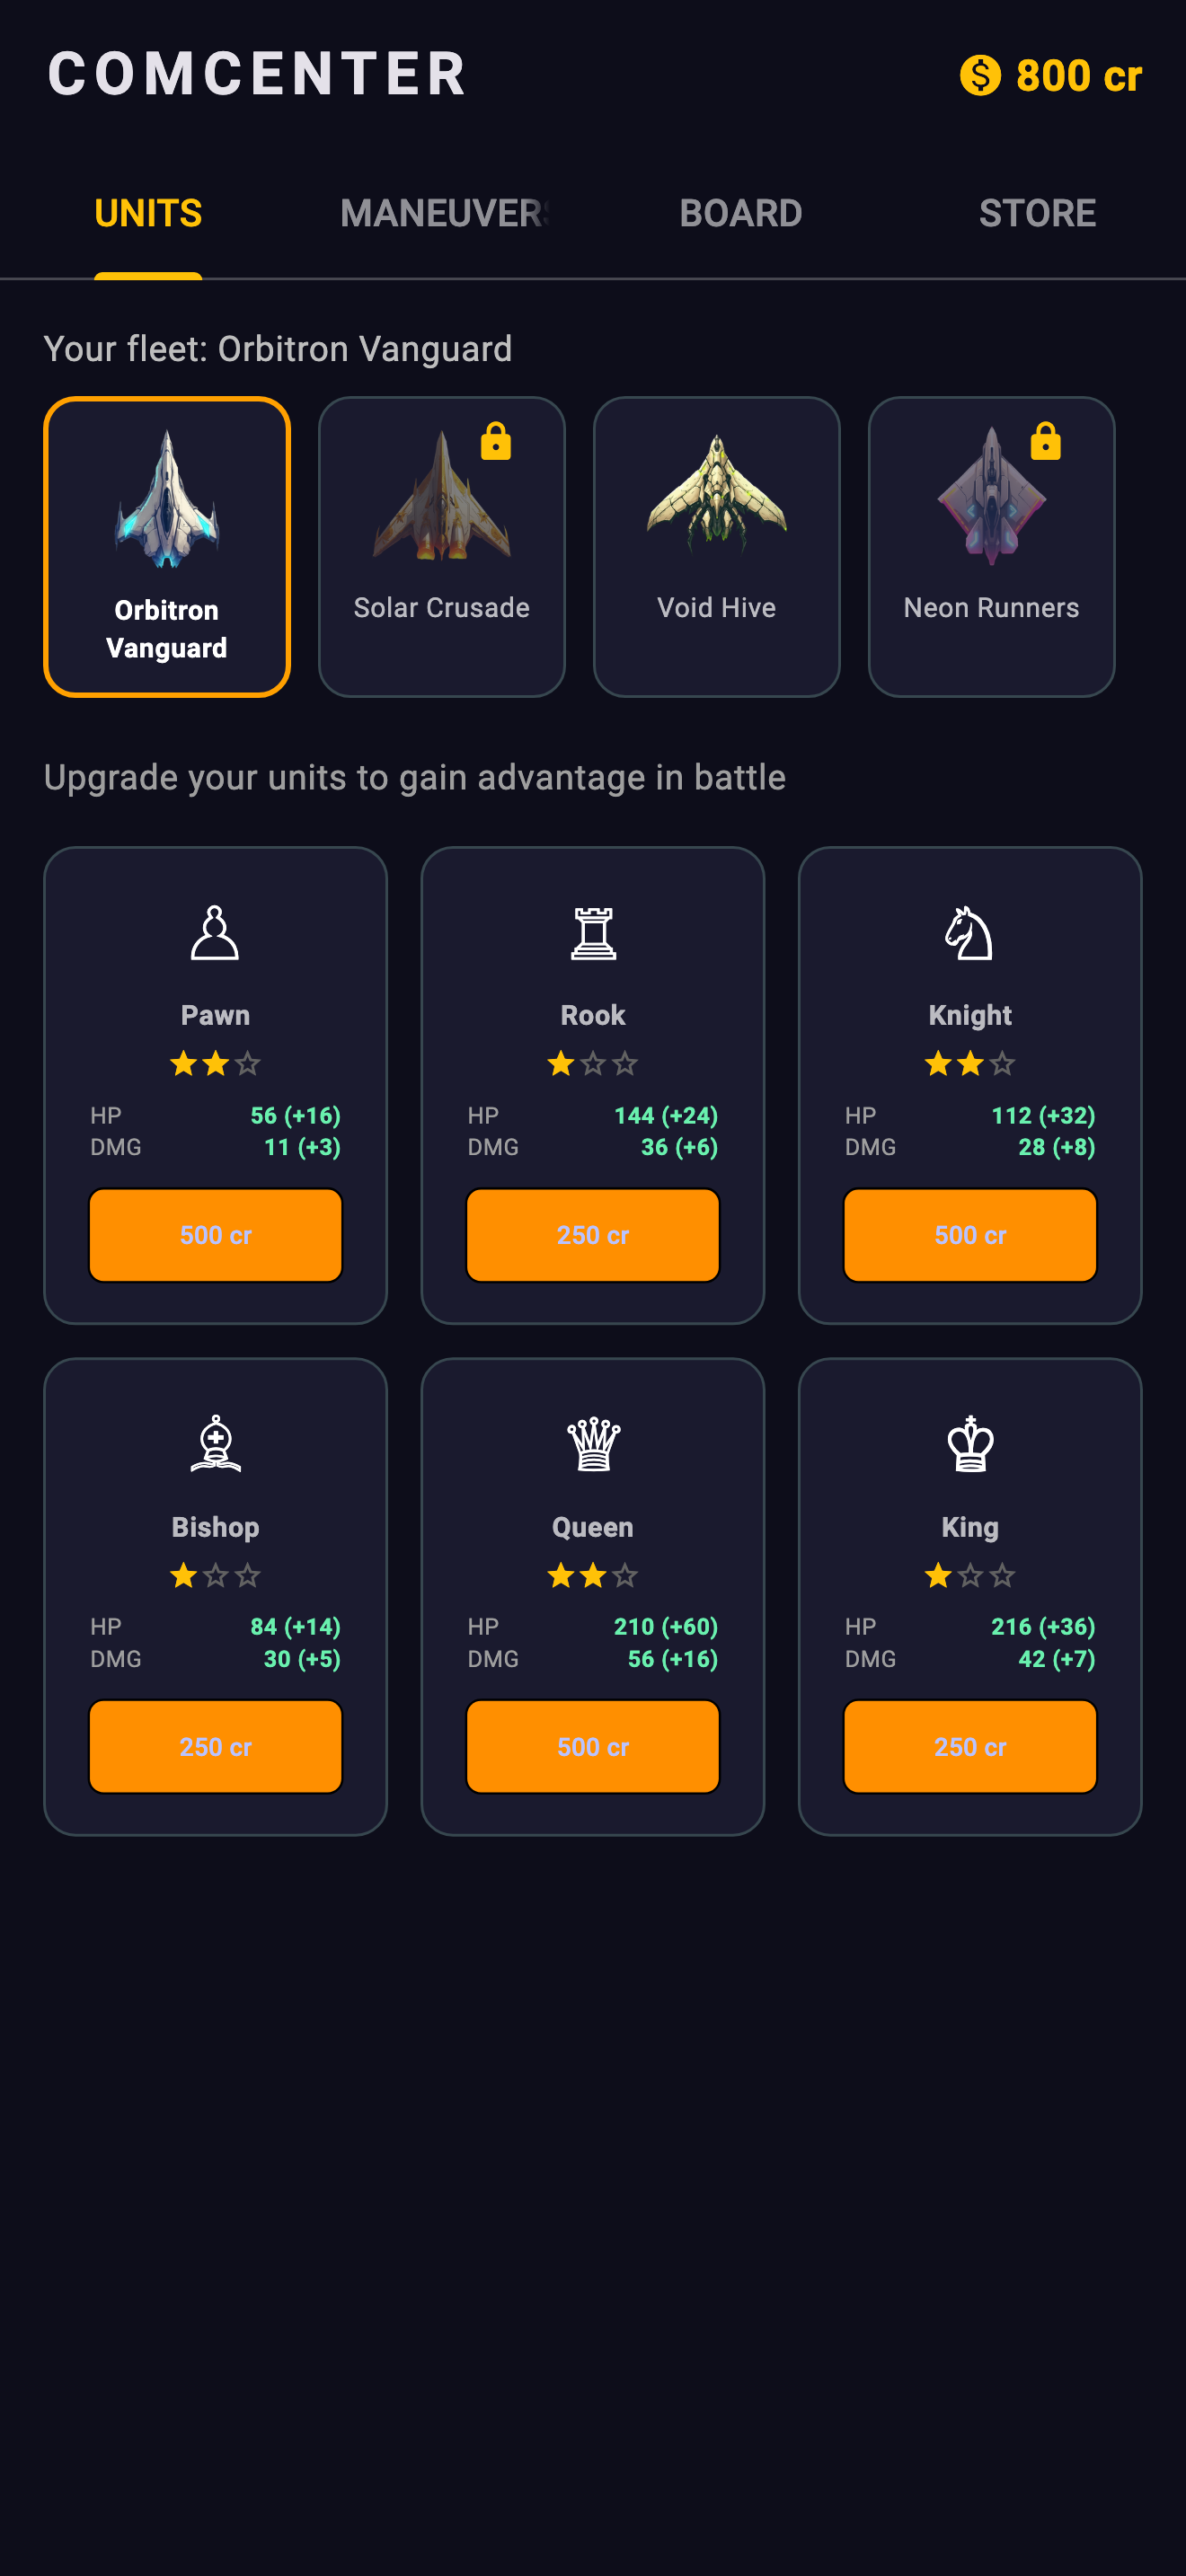 COMCENTER
800 cr
UNITS
MANEUVERS
BOARD
STORE
Your fleet: Orbitron Vanguard
Orbitron
Vanguard
Solar Crusade
Void Hive
Neon Runners
Upgrade your units to gain advantage in battle
Pawn
HP 56 (+16)
DMG 11 (+3)
500 cr
Rook
HP 144 (+24)
DMG 36 (+6)
250 cr
Knight
HP 112 (+32)
DMG 28 (+8)
500 cr
Bishop
HP 84 (+14)
DMG 30 (+5)
250 cr
Queen
HP 210 (+60)
DMG 56 (+16)
500 cr
King
HP 216 (+36)
DMG 42 (+7)
250 cr